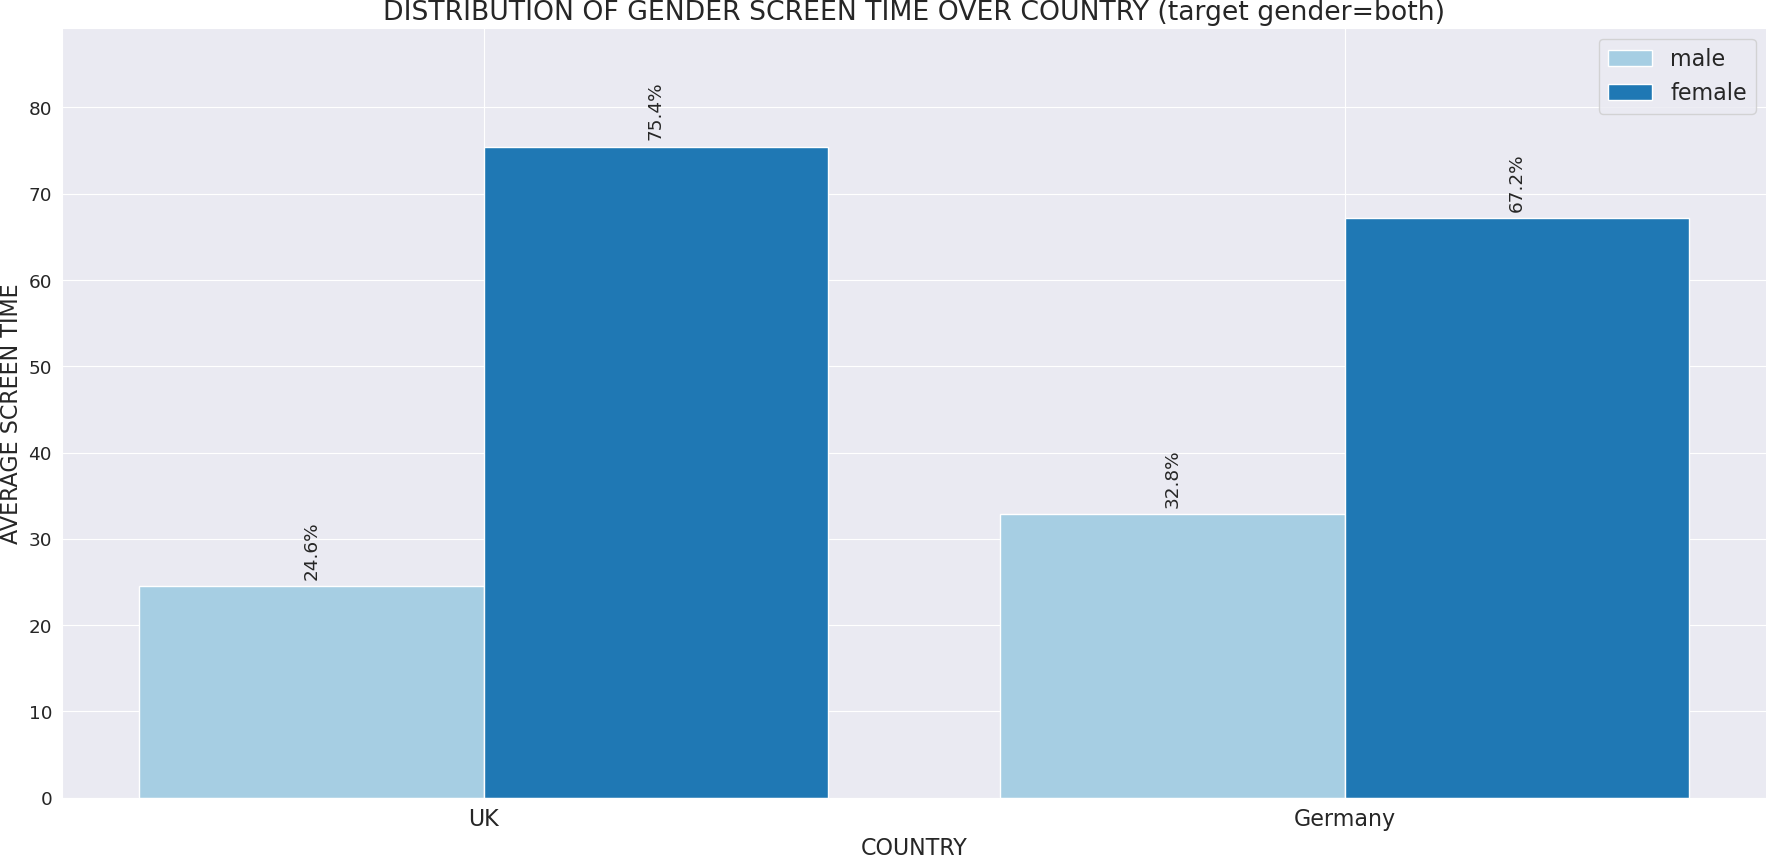 DISTRIBUTION OF GENDER SCREEN TIME OVER COUNTRY (target gender=both)
male
female
AVERAGE SCREEN TIME
80
70
60
50
40
30
20
10
0
24.6%
75.4%
32.8%
67.2%
UK
Germany
COUNTRY